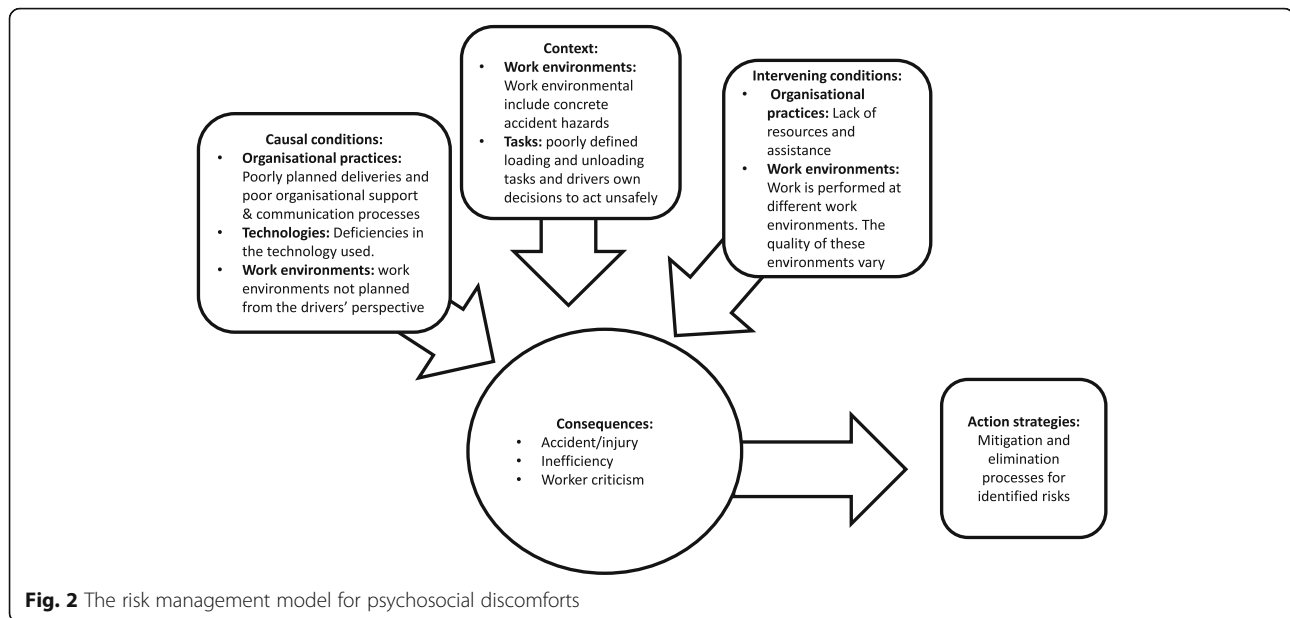 Causal conditions:
• Organisational practices:
Poorly planned deliveries and
poor organisational support
& communication processes
• Technologies: Deficiencies in
the technology used.
• Work environments: work
environments not planned
from the drivers' perspective
Context:
• Work environments:
Work environmental
include concrete
accident hazards
• Tasks: poorly defined
loading and unloading
tasks and drivers own
decisions to act unsafely
Intervening conditions:
• Organisational
practices: Lack of
resources and
assistance
• Work environments:
Work is performed at
different work
environments. The
quality of these
environments vary
Consequences:
• Accident/injury
• Inefficiency
• Worker criticism
Action strategies:
Mitigation and
elimination
processes for
identified risks
Fig. 2 The risk management model for psychosocial discomforts